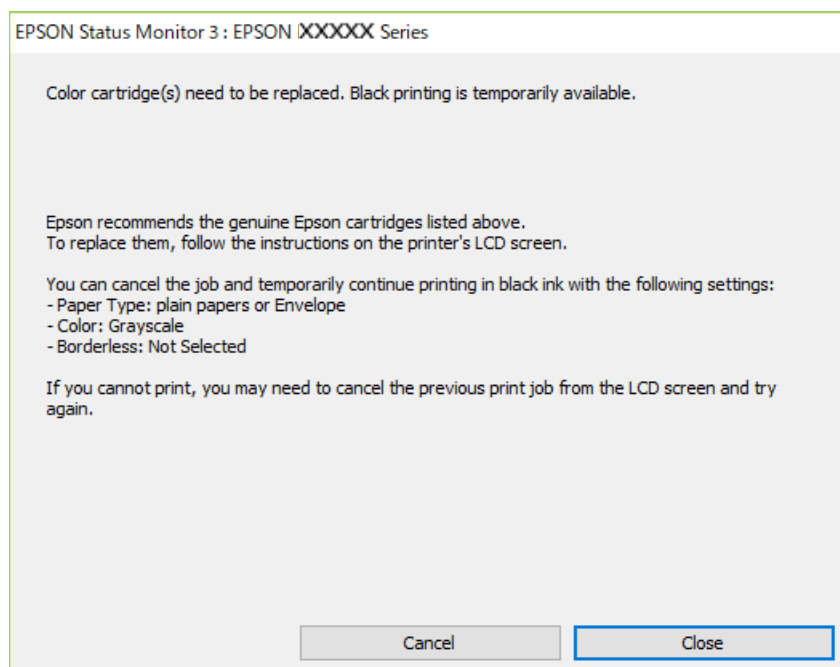 EPSON Status Monitor 3 : EPSON XXXXX Series
Color cartridge(s) need to be replaced. Black printing is temporarily available.
Epson recommends the genuine Epson cartridges listed above.
To replace them, follow the instructions on the printer's LCD screen.
You can cancel the job and temporarily continue printing in black ink with the following settings:
- Paper Type: plain papers or Envelope
- Color: Grayscale
- Borderless: Not Selected
If you cannot print, you may need to cancel the previous print job from the LCD screen and try
again.
Cancel Close